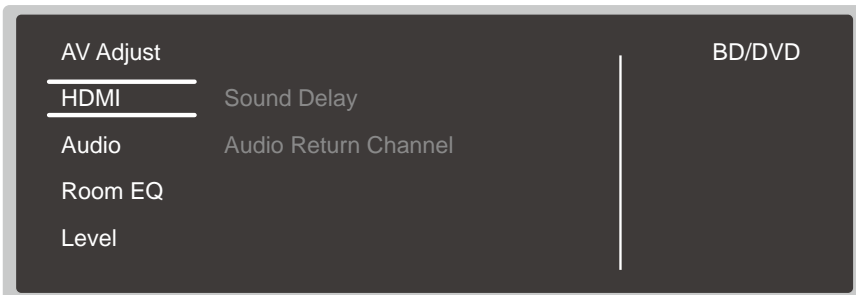 AV Adjust BD/DVD
HDMI Sound Delay
Audio Audio Return Channel
Room EQ
Level